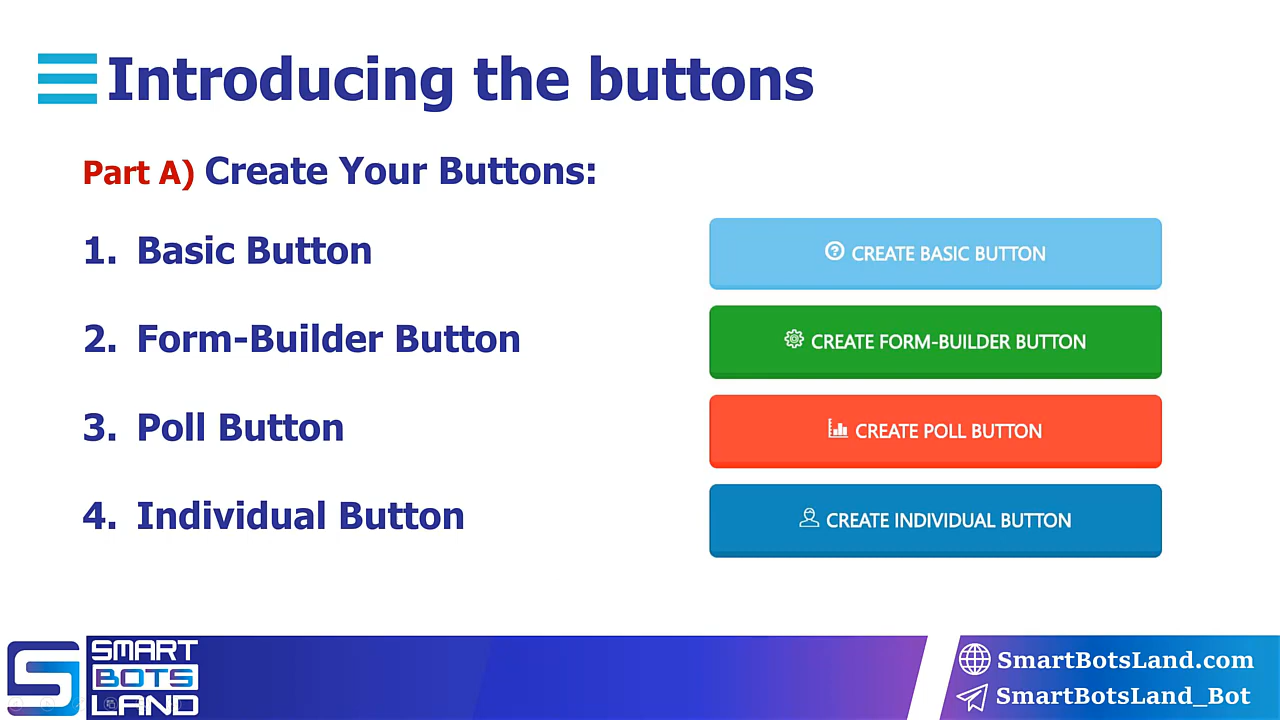 Introducing the buttons
Part A) Create Your Buttons:
1. Basic Button
CREATE BASIC BUTTON
2. Form-Builder Button
CREATE FORM-BUILDER BUTTON
3. Poll Button
CREATE POLL BUTTON
4. Individual Button
CREATE INDIVIDUAL BUTTON
SMART
BOTS
LAND
SmartBotsLand.com
SmartBotsLand_Bot